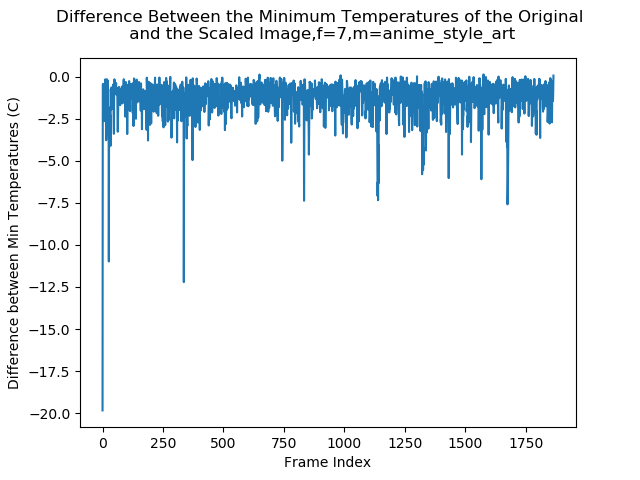 Difference Between the Minimum Temperatures of the Original
and the Scaled Image,f=7,m=anime_style_art
Difference between Min Temperatures (C)
0.0
−2.5
−5.0
−7.5
−10.0
−12.5
−15.0
−17.5
−20.0
0 250 500 750 1000 1250 1500 1750
Frame Index